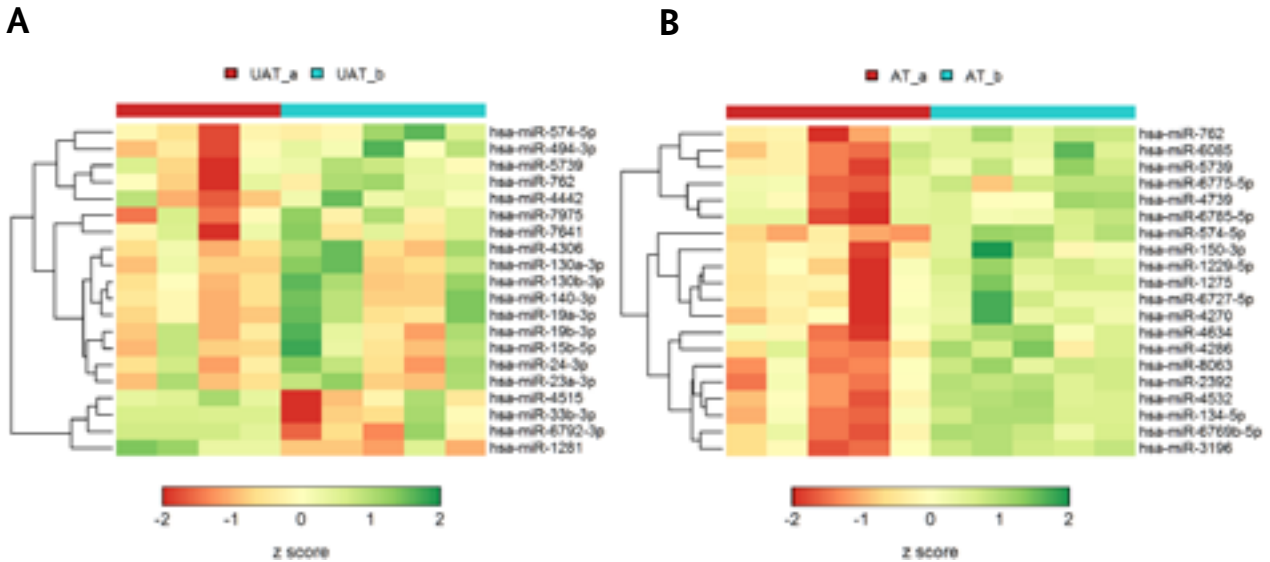 A
B
UAT_a UAT_b
AT_a AT_b
hsa-miR-574-5p
hsa-miR-494-3p
hsa-miR-5739
hsa-miR-762
hsa-miR-4442
hsa-miR-7975
hsa-miR-7641
hsa-miR-4306
hsa-miR-130a-3p
hsa-miR-130b-3p
hsa-miR-140-3p
hsa-miR-19a-3p
hsa-miR-19b-3p
hsa-miR-15b-5p
hsa-miR-24-3p
hsa-miR-23a-3p
hsa-miR-4515
hsa-miR-33b-3p
hsa-miR-6792-3p
hsa-miR-1281
-2 -1 0 1 2
z score
hsa-miR-762
hsa-miR-6085
hsa-miR-5739
hsa-miR-6775-5p
hsa-miR-4739
hsa-miR-6785-5p
hsa-miR-574-5p
hsa-miR-150-3p
hsa-miR-1229-5p
hsa-miR-1275
hsa-miR-6727-5p
hsa-miR-4270
hsa-miR-4634
hsa-miR-4286
hsa-miR-8063
hsa-miR-2392
hsa-miR-4532
hsa-miR-134-5p
hsa-miR-6769b-5p
hsa-miR-3196
-2 -1 0 1 2
z score